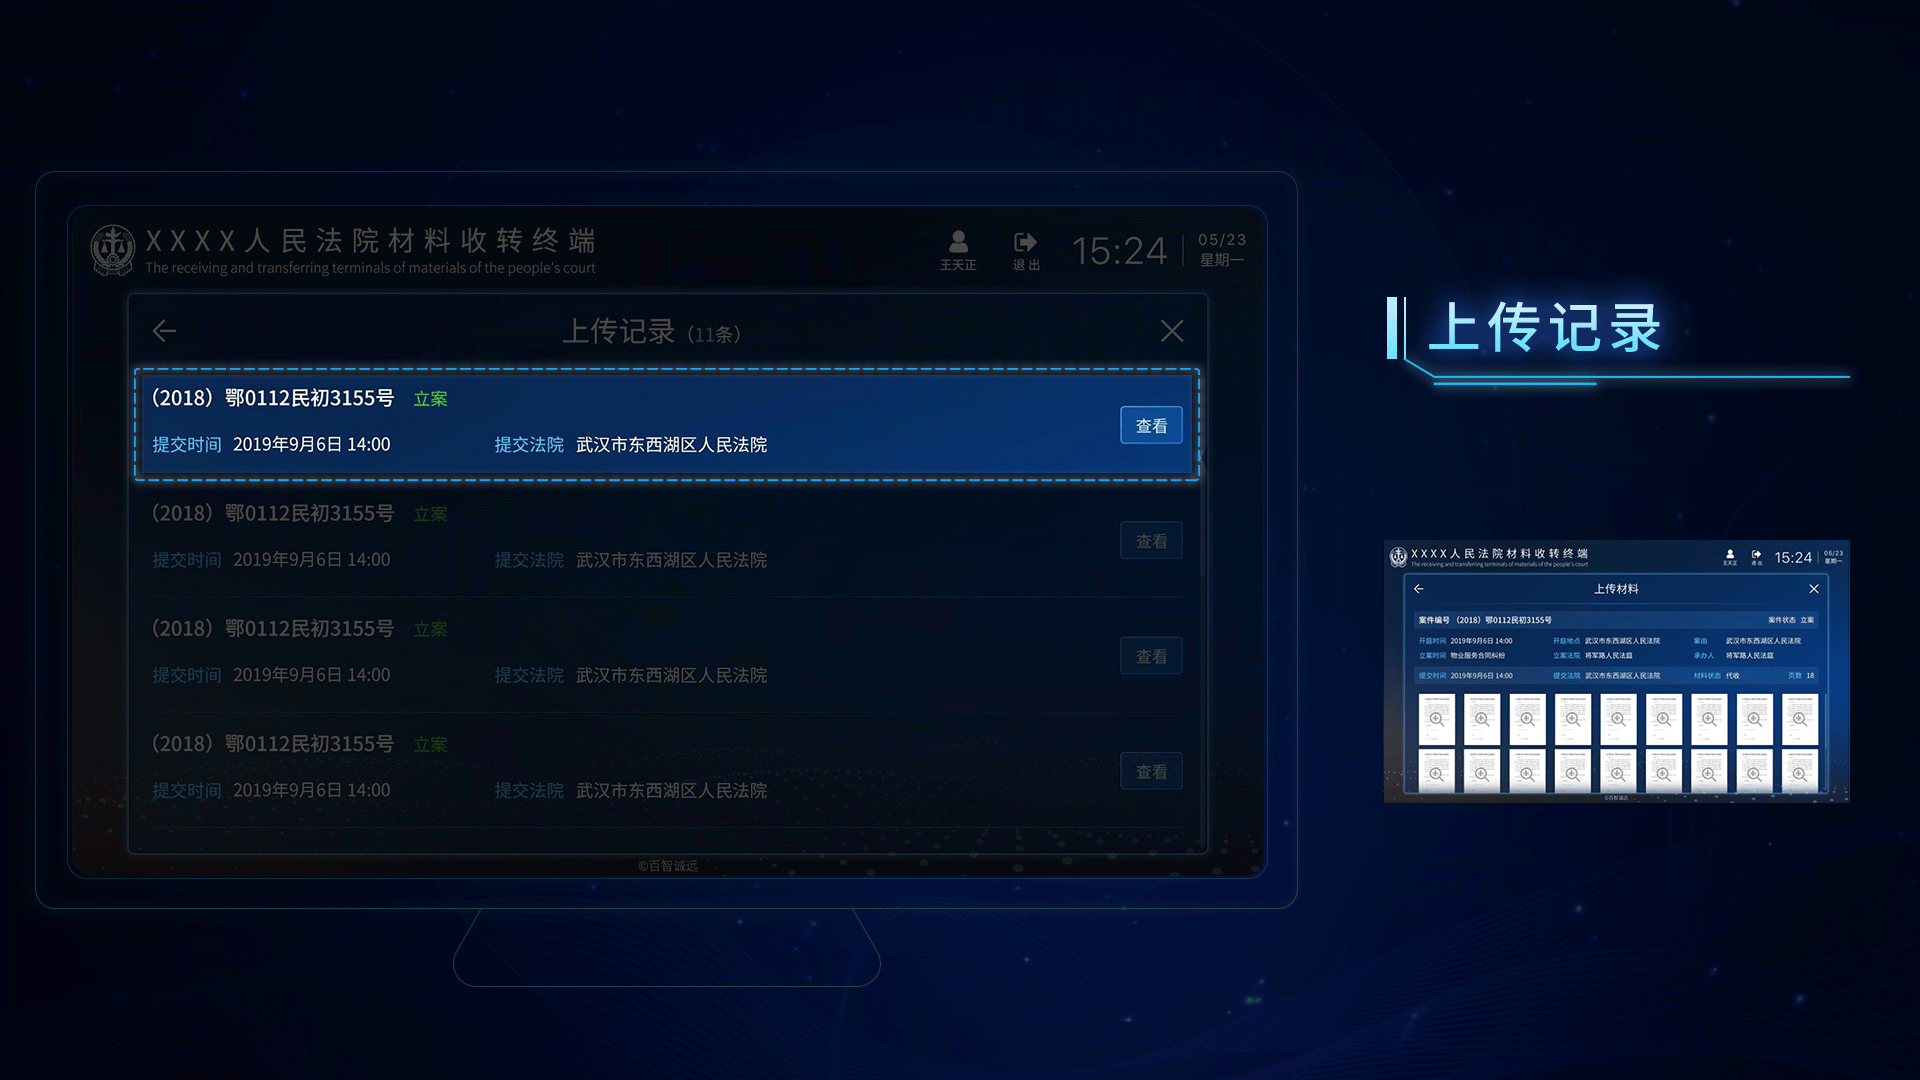 XXXX人民法院材料收转终端
The receiving and transferring terminals of materials of the people's court
王天正
退出
15:24
05/23
星期一
上传记录（11条）
（2018）鄂0112民初3155号 立案
提交时间 2019年9月6日 14:00 提交法院 武汉市东西湖区人民法院
查看
（2018）鄂0112民初3155号 立案
提交时间 2019年9月6日 14:00 提交法院 武汉市东西湖区人民法院
查看
（2018）鄂0112民初3155号 立案
提交时间 2019年9月6日 14:00 提交法院 武汉市东西湖区人民法院
查看
（2018）鄂0112民初3155号 立案
提交时间 2019年9月6日 14:00 提交法院 武汉市东西湖区人民法院
查看
©百智诚远
上传记录
XXXX人民法院材料收转终端
The receiving and transferring terminals of materials of the people's court
王天正
退出
15:24
05/23
星期一
上传材料
案件编号 （2018）鄂0112民初3155号 案件状态 立案
开庭时间 2019年9月6日 14:00 开庭地点 武汉市东西湖区人民法院 案由 武汉市东西湖区人民法院
立案时间 物业服务合同纠纷 立案法院 将军路人民法庭 承办人 将军路人民法庭
提交时间 2019年9月6日 14:00 提交法院 武汉市东西湖区人民法院 材料状态 代收 页数 18
©百智诚远